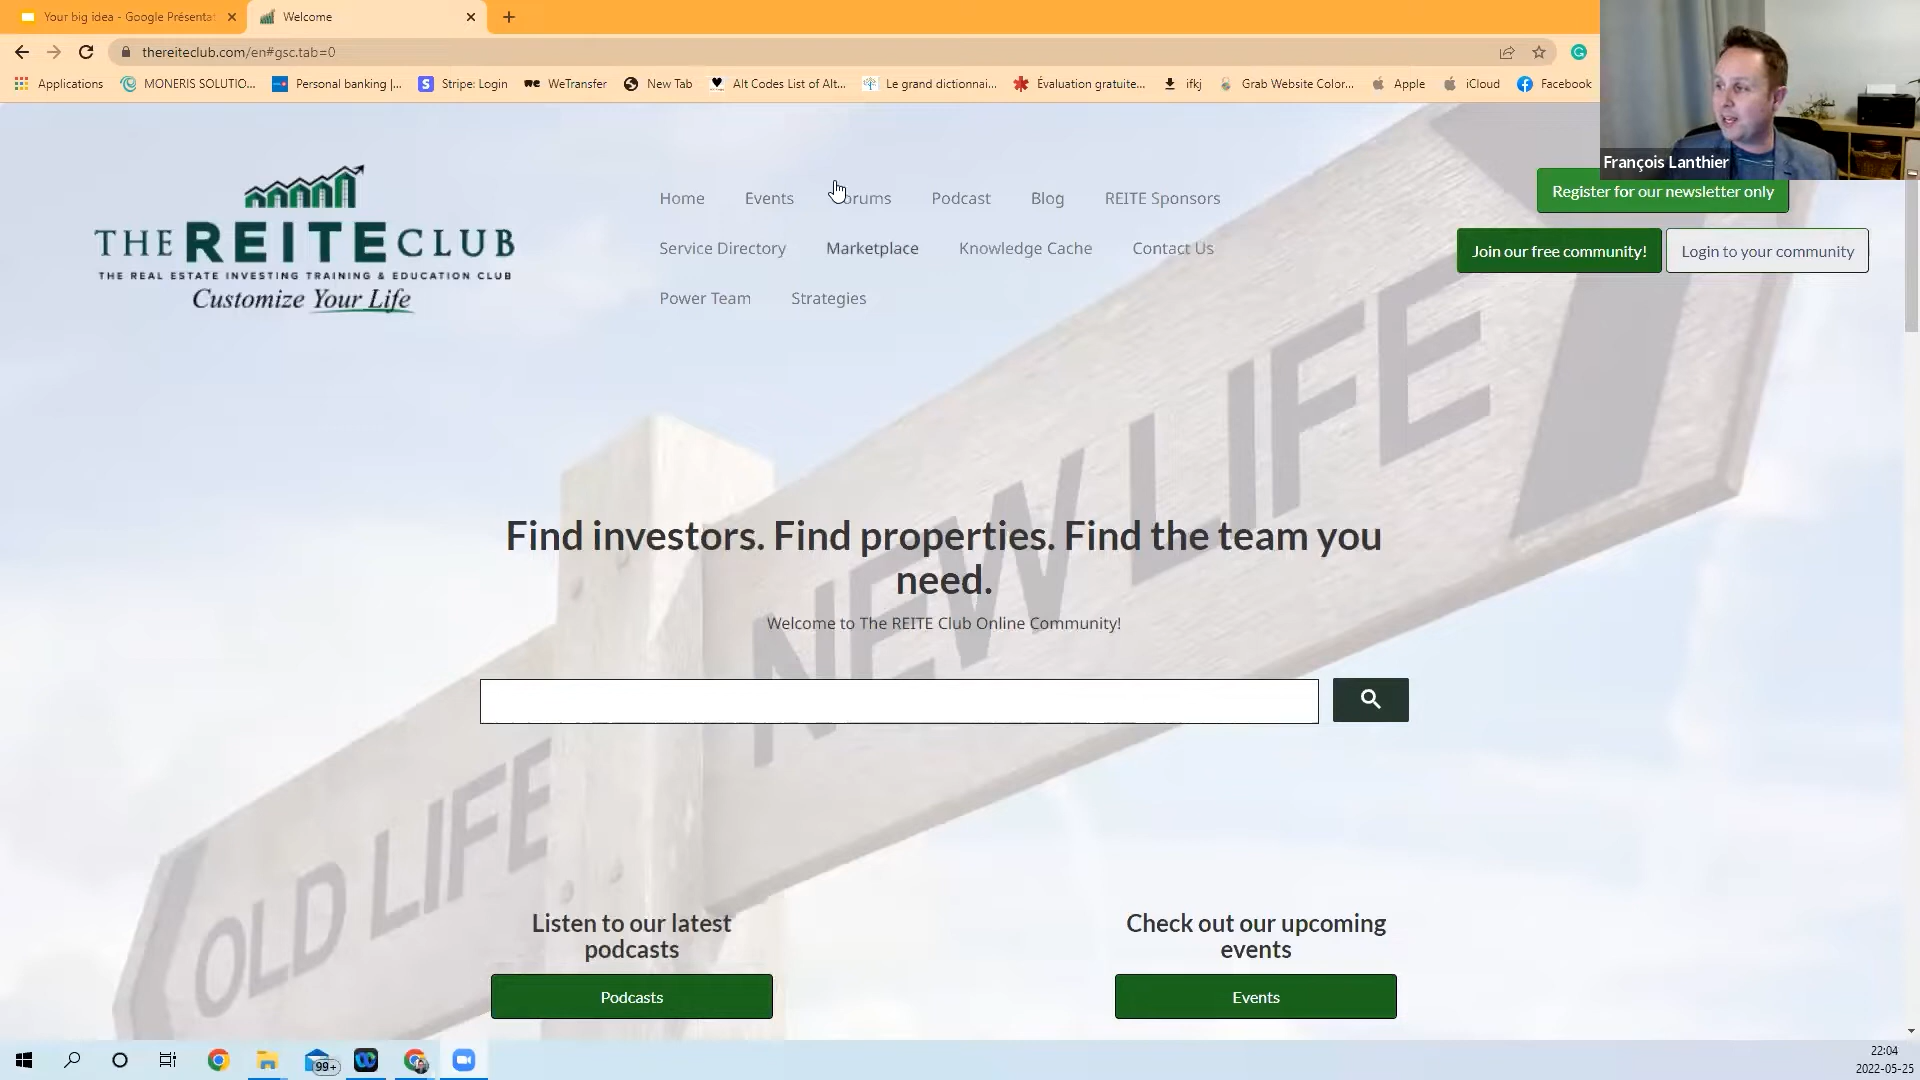 Your big idea - Google Présentat
Welcome
thereiteclub.com/en#gsc.tab=0
Applications
MONERIS SOLUTIO...
Personal banking |...
Stripe: Login
WeTransfer
New Tab
Alt Codes List of Alt...
Le grand dictionnai...
Évaluation gratuite...
ifkj
Grab Website Color...
Apple
iCloud
Facebook
François Lanthier
THE REITE CLUB
THE REAL ESTATE INVESTING TRAINING & EDUCATION CLUB
Customize Your Life
Home Events Forums Podcast Blog REITE Sponsors
Service Directory Marketplace Knowledge Cache Contact Us
Power Team Strategies
Register for our newsletter only
Join our free community! Login to your community
Find investors. Find properties. Find the team you
need.
Welcome to The REITE Club Online Community!
NEW LIFE
OLD LIFE
Listen to our latest
podcasts
Podcasts
Check out our upcoming
events
Events
99+
22:04
2022-05-25